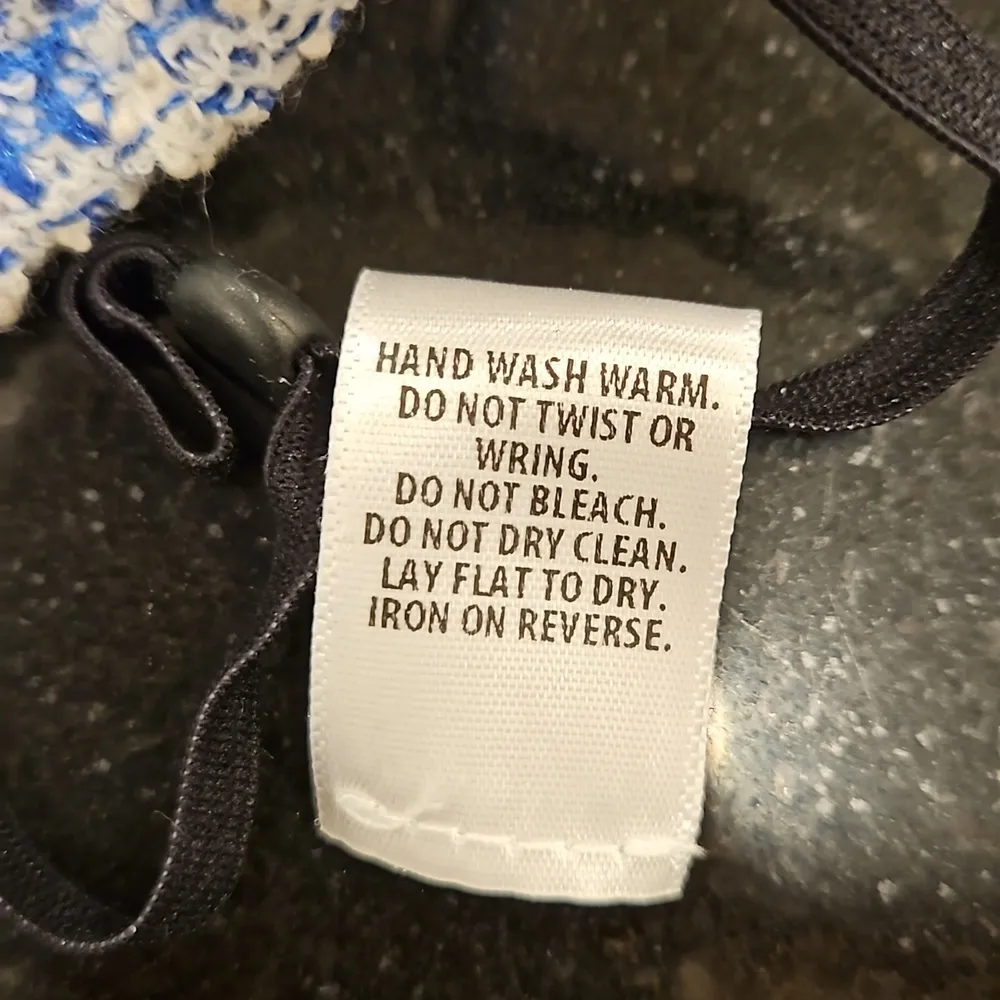 HAND WASH WARM.
DO NOT TWIST OR
WRING.
DO NOT BLEACH.
DO NOT DRY CLEAN.
LAY FLAT TO DRY.
IRON ON REVERSE.